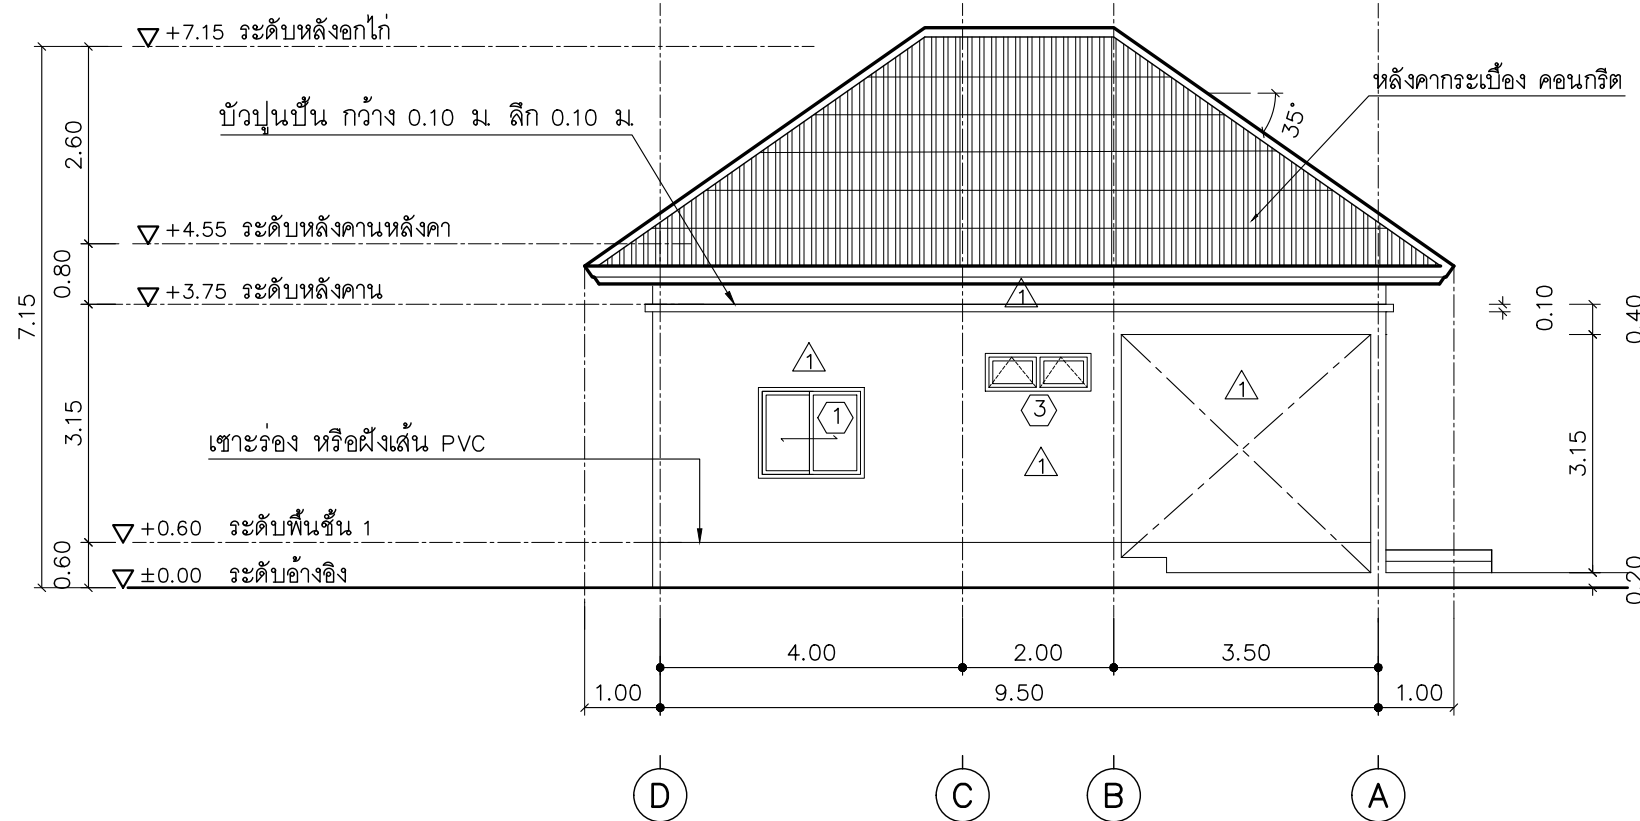 +7.15 ระดับหลังอกไก่
หลังคากระเบื้อง คอนกรีต
35°
บัวปูนปั้น กว้าง 0.10 ม. ลึก 0.10 ม.
2.60
+4.55 ระดับหลังคานหลังคา
0.80
+3.75 ระดับหลังคาน
7.15
1
0.10
0.40
1
1
1
3
3.15
เซาะร่อง หรือฝังเส้น PVC
1
3.15
+0.60 ระดับพื้นชั้น 1
0.60
±0.00 ระดับอ้างอิง
0.20
4.00 2.00 3.50
1.00 9.50 1.00
D C B A